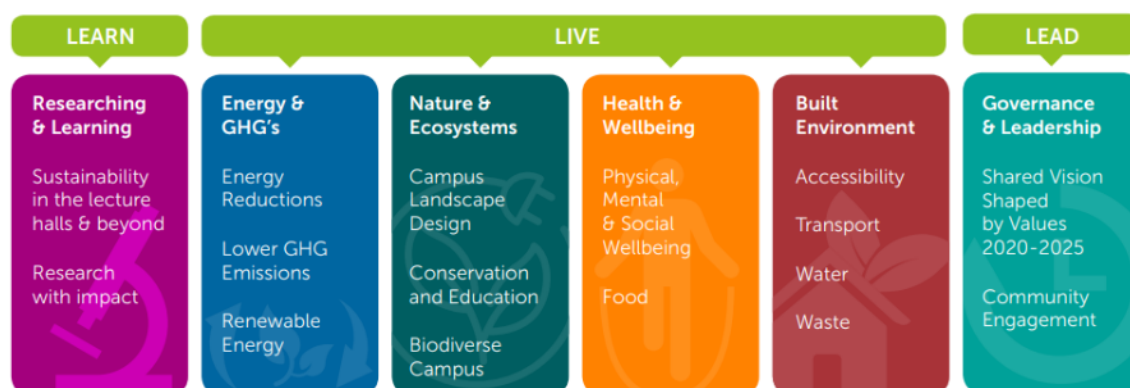 LEARN
LIVE
LEAD
Researching
& Learning
Sustainability
in the lecture
halls & beyond
Research
with impact
Energy &
GHG's
Energy
Reductions
Lower GHG
Emissions
Renewable
Energy
Nature &
Ecosystems
Campus
Landscape
Design
Conservation
and Education
Biodiverse
Campus
Health &
Wellbeing
Physical,
Mental
& Social
Wellbeing
Food
Built
Environment
Accessibility
Transport
Water
Waste
Governance
& Leadership
Shared Vision
Shaped
by Values
2020-2025
Community
Engagement